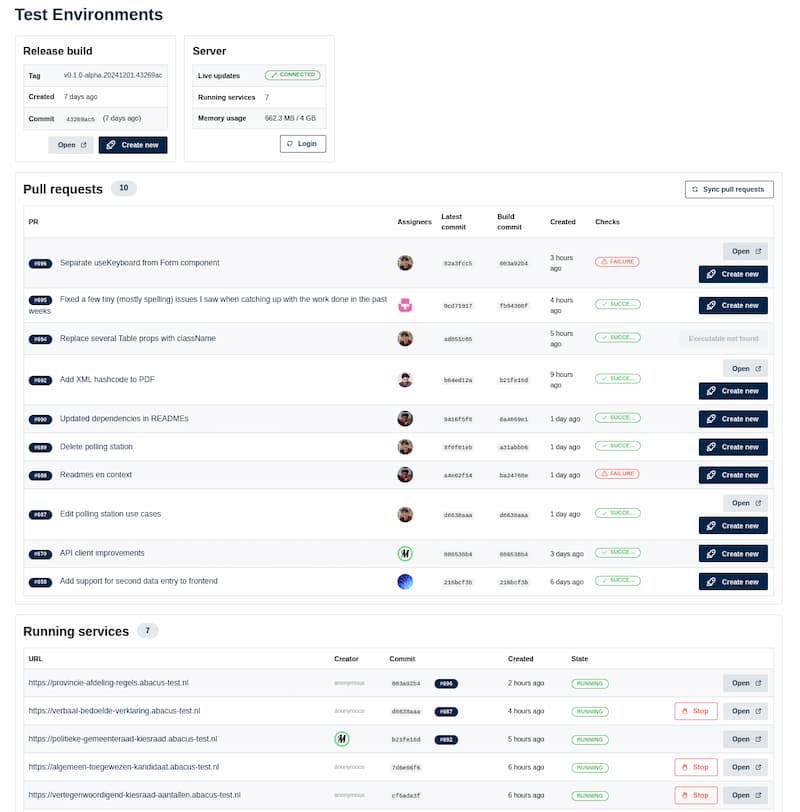 Test Environments
Release build
Tag v0.1.0-alpha.20241201.43269ac
Created 7 days ago
Commit 43269ac5 (7 days ago)
Open Create new
Server
Live updates CONNECTED
Running services 7
Memory usage 662.3 MB / 4 GB
Login
Pull requests 10
Sync pull requests
PR Assignees Latest commit Build commit Created Checks
#696 Separate useKeyboard from Form component 82a3fcc5 003a92b4 3 hours ago FAILURE Open Create new
#695 Fixed a few tiny (mostly spelling) issues I saw when catching up with the work done in the past
weeks 0cd71917 fb04308f 4 hours ago SUCCE... Create new
#694 Replace several Table props with className ad051c65 5 hours ago SUCCE... Executable not found
#692 Add XML hashcode to PDF b64ed12a b21fe16d 9 hours ago SUCCE... Open Create new
#690 Updated dependencies in READMEs 9416f5f0 1 day ago SUCCE... Create new
#689 Delete polling station 8f0f01eb a31abbb6 1 day ago SUCCE... Create new
#688 Readmes en context a4e62f14 ba24760e 1 day ago FAILURE Create new
#687 Edit polling station use cases d6638aaa d6638aaa 1 day ago SUCCE... Open Create new
#670 API client improvements 3 days ago SUCCE... Create new
#658 Add support for second data entry to frontend 216bcf3b 216bcf3b 6 days ago SUCCE... Create new
Running services 7
URL Creator Commit Created State
https://provincie-afdeling-regels.abacus-test.nl anonymous 003a92b4 #696 2 hours ago RUNNING Open
https://verbaal-bedoelde-verklaring.abacus-test.nl anonymous d6638aaa #687 4 hours ago RUNNING Stop Open
https://politieke-gemeenteraad-kiesraad.abacus-test.nl b21fe16d #692 5 hours ago RUNNING Open
https://algemeen-toegewezen-kandidaat.abacus-test.nl anonymous 7d6e66f6 6 hours ago RUNNING Stop Open
https://vertegenwoordigend-kiesraad-aantallen.abacus-test.nl anonymous cf5ada3f 6 hours ago RUNNING Stop Open